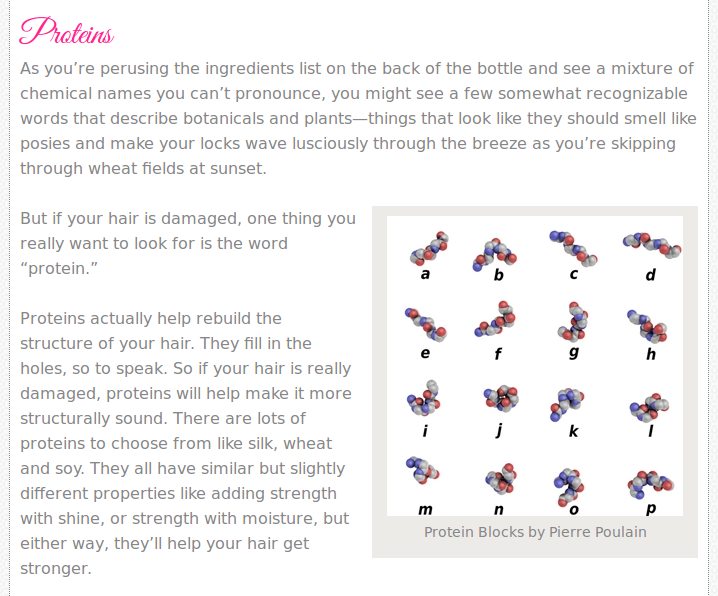 Proteins
As you’re perusing the ingredients list on the back of the bottle and see a mixture of
chemical names you can’t pronounce, you might see a few somewhat recognizable
words that describe botanicals and plants—things that look like they should smell like
posies and make your locks wave lusciously through the breeze as you’re skipping
through wheat fields at sunset.
But if your hair is damaged, one thing you
really want to look for is the word
“protein.”
Proteins actually help rebuild the
structure of your hair. They fill in the
holes, so to speak. So if your hair is really
damaged, proteins will help make it more
structurally sound. There are lots of
proteins to choose from like silk, wheat
and soy. They all have similar but slightly
different properties like adding strength
with shine, or strength with moisture, but
either way, they’ll help your hair get
stronger.
a b c d
e f g h
i j k l
m n o p
Protein Blocks by Pierre Poulain